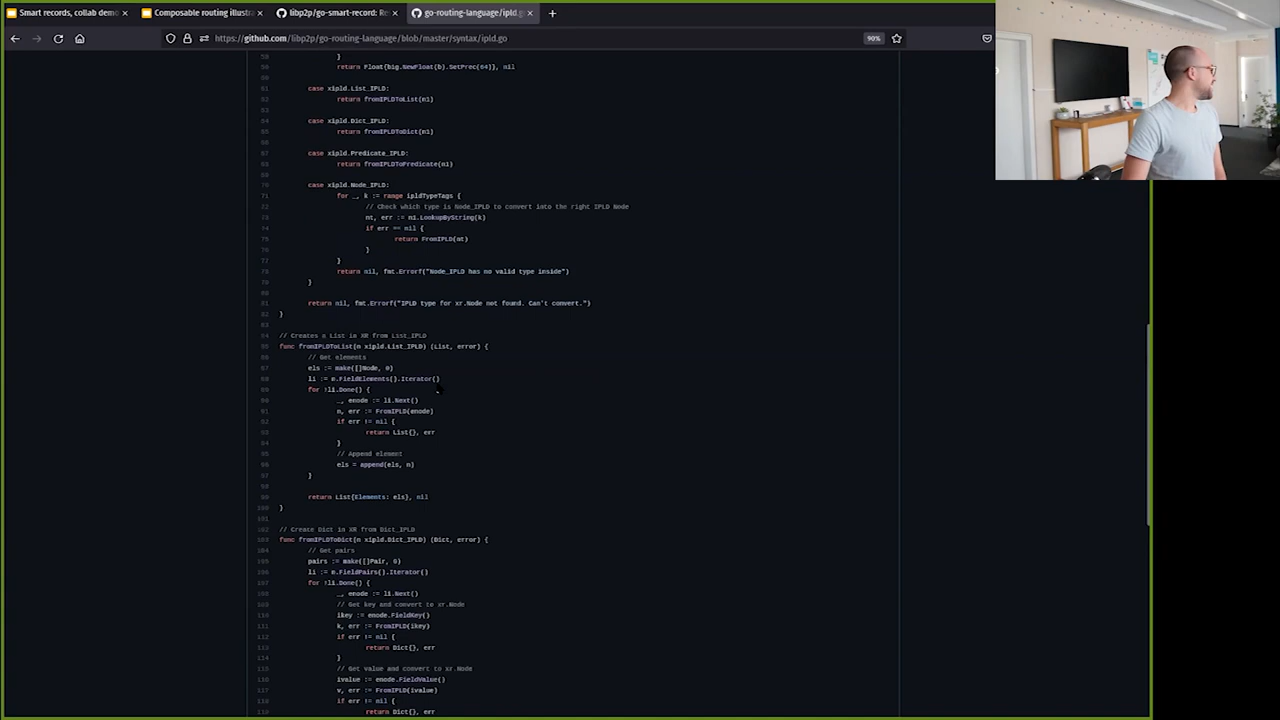 Smart records, collab demo
Composable routing illustra
libp2p/go-smart-record: Re
go-routing-language/ipld.g
https://github.com/libp2p/go-routing-language/blob/master/syntax/ipld.go
90%
}
return Float{big.NewFloat(b).SetPrec(64)}, nil
case xipld.List_IPLD:
return fromIPLDToList(n1)
case xipld.Dict_IPLD:
return fromIPLDToDict(n1)
case xipld.Predicate_IPLD:
return fromIPLDToPredicate(n1)
case xipld.Node_IPLD:
for _, k := range ipldTypeTags {
// Check which type is Node_IPLD to convert into the right IPLD Node
nt, err := n1.LookupByString(k)
if err == nil {
return FromIPLD(nt)
}
}
return nil, fmt.Errorf("Node_IPLD has no valid type inside")
}
return nil, fmt.Errorf("IPLD type for xr.Node not found. Can't convert.")
}
// Creates a List in XR from List_IPLD
func fromIPLDToList(n xipld.List_IPLD) (List, error) {
// Get elements
els := make([]Node, 0)
li := n.FieldElements().Iterator()
for !li.Done() {
_, enode := li.Next()
n, err := FromIPLD(enode)
if err != nil {
return List{}, err
}
// Append element
els = append(els, n)
}
return List{Elements: els}, nil
}
// Create Dict in XR from Dict_IPLD
func fromIPLDToDict(n xipld.Dict_IPLD) (Dict, error) {
// Get pairs
pairs := make([]Pair, 0)
li := n.FieldPairs().Iterator()
for !li.Done() {
_, enode := li.Next()
// Get key and convert to xr.Node
ikey := enode.FieldKey()
k, err := FromIPLD(ikey)
if err != nil {
return Dict{}, err
}
// Get value and convert to xr.Node
ivalue := enode.FieldValue()
v, err := FromIPLD(ivalue)
if err != nil {
return Dict{}, err